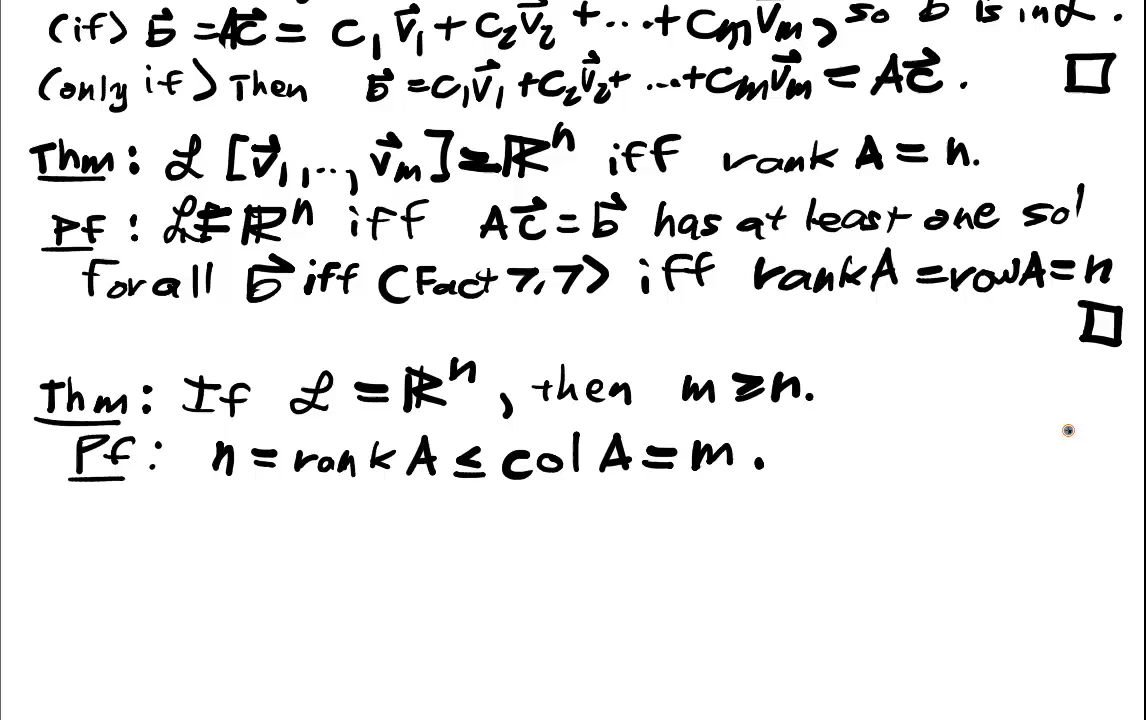 (if) b⃗ = Ac⃗ = c₁v⃗₁ + c₂v⃗₂ + ... + cₘv⃗ₘ, so b⃗ is in ℒ.
(only if) Then b⃗ = c₁v⃗₁ + c₂v⃗₂ + ... + cₘv⃗ₘ = Ac⃗. □
Thm: ℒ[v⃗₁, ..., v⃗ₘ] = ℝⁿ iff rank A = n.
Pf: ℒ = ℝⁿ iff Ac⃗ = b⃗ has at least one sol
for all b⃗ iff (Fact 7.7) iff rank A = row A = n
□
Thm: If ℒ = ℝⁿ, then m ≥ n.
Pf: n = rank A ≤ col A = m.